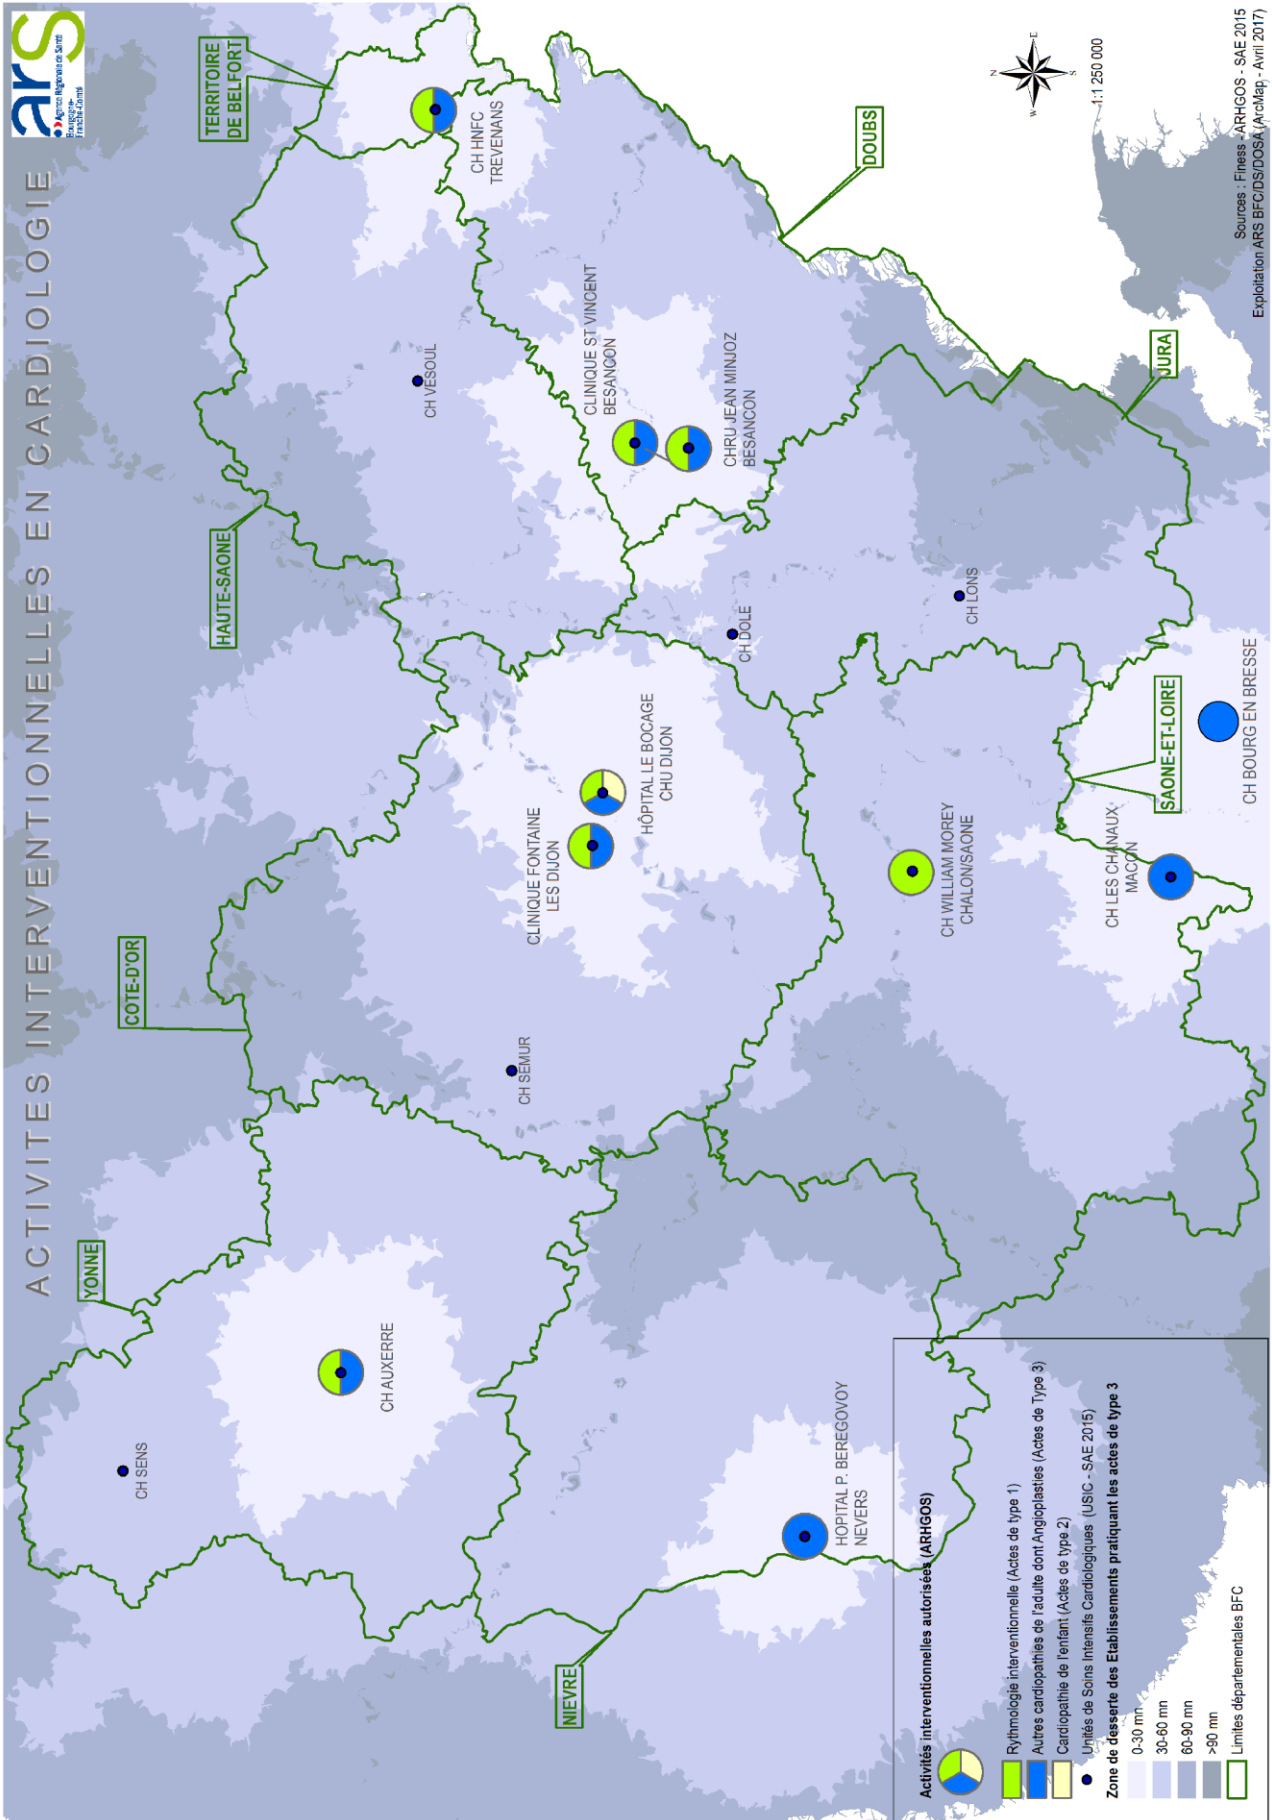 ACTIVITES INTERVENTIONNELLES EN CARDIOLOGIE
ars
Agence Régionale de Santé
Bourgogne-
Franche-Comté
YONNE
COTE-D'OR
HAUTE-SAONE
TERRITOIRE
DE BELFORT
CH SENS
CH AUXERRE
CH SEMUR
CLINIQUE FONTAINE
LES DIJON
HÔPITAL LE BOCAGE
CHU DIJON
CH VESOUL
CH HNFC
TREVENANS
CLINIQUE ST VINCENT
BESANCON
CHRU JEAN MINJOZ
BESANCON
DOUBS
CH DOLE
NIEVRE
HOPITAL P. BEREGOVOY
NEVERS
CH WILLIAM MOREY
CHALON/SAONE
CH LONS
JURA
CH LES CHANAUX
MACON
SAONE-ET-LOIRE
CH BOURG EN BRESSE
N
W
E
S
1:1 250 000
Activités interventionnelles autorisées (ARHGOS)
Rythmologie interventionnelle (Actes de type 1)
Autres cardiopathies de l'adulte dont Angioplasties (Actes de Type 3)
Cardiopathie de l'enfant (Actes de type 2)
Unités de Soins Intensifs Cardiologiques (USIC - SAE 2015)
Zone de desserte des Etablissements pratiquant les actes de type 3
0-30 mn
30-60 mn
60-90 mn
>90 mn
Limites départementales BFC
Sources : Finess - ARHGOS - SAE 2015
Exploitation ARS BFC/DS/DOSA (ArcMap - Avril 2017)